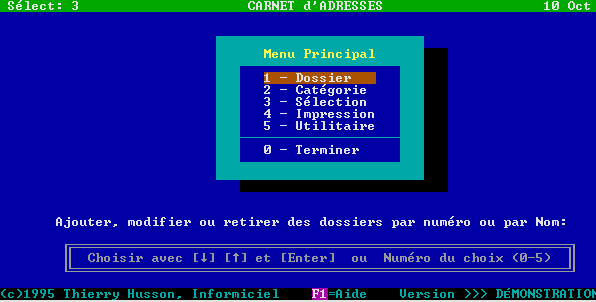 Sélect: 3 CARNET d'ADRESSES 10 Oct
Menu Principal
1 - Dossier
2 - Catégorie
3 - Sélection
4 - Impression
5 - Utilitaire
0 - Terminer
Ajouter, modifier ou retirer des dossiers par numéro ou par Nom:
Choisir avec [↓] [↑] et [Enter] ou Numéro du choix (0-5)
(c)1995 Thierry Husson, Informiciel F1=Aide Version >>> DéMONSTRATION